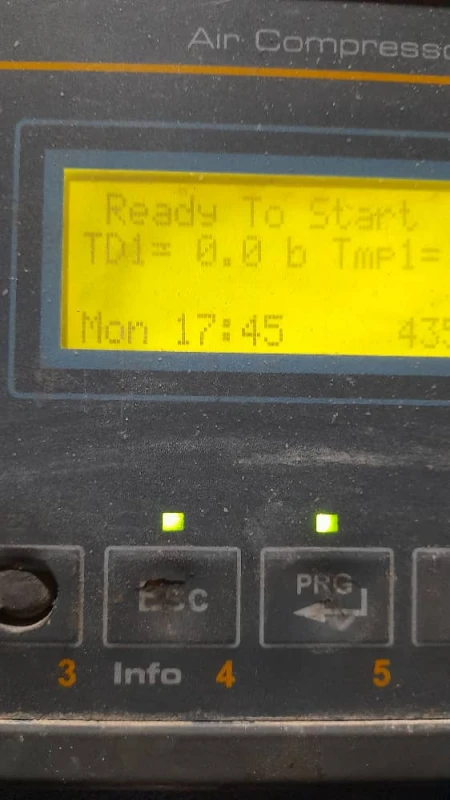 Air Compresso
Ready To Start
TD1= 0.0 b Tmp1=
Mon 17:45 435
ESC
PRG
3 Info 4 5